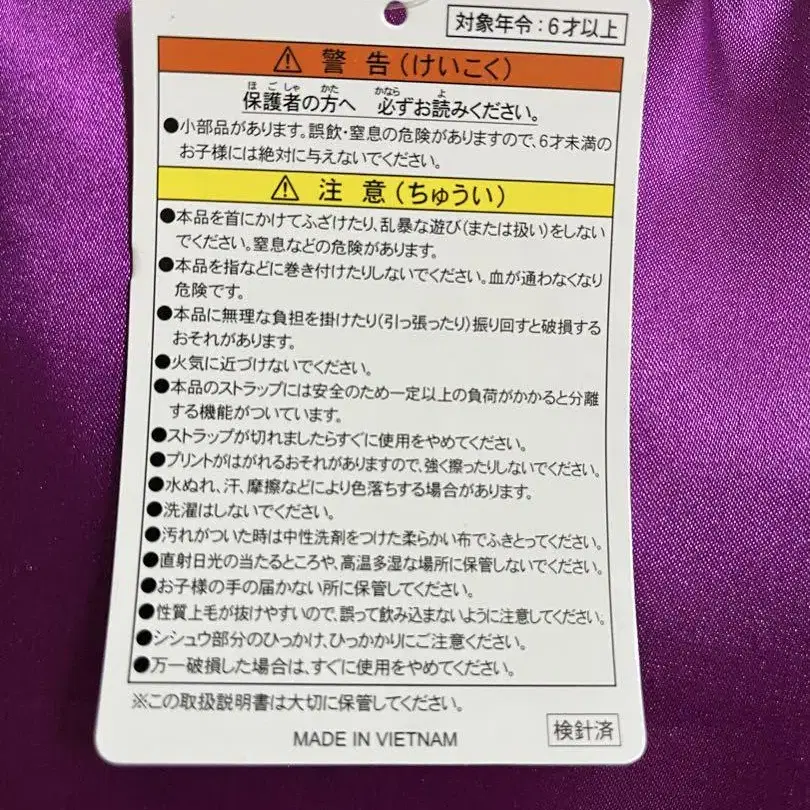 対象年令:6才以上
⚠ 警 告(けいこく)
保護者の方へ 必ずお読みください。
●小部品があります。誤飲・窒息の危険がありますので、6才未満の
お子様には絶対に与えないでください。
⚠ 注 意(ちゅうい)
●本品を首にかけてふざけたり、乱暴な遊び(または扱い)をしない
でください。窒息などの危険があります。
●本品を指などに巻き付けたりしないでください。血が通わなくなり
危険です。
●本品に無理な負担を掛けたり(引っ張ったり)振り回すと破損する
おそれがあります。
●火気に近づけないでください。
●本品のストラップには安全のため一定以上の負荷がかかると分離
する機能がついています。
●ストラップが切れましたらすぐに使用をやめてください。
●プリントがはがれるおそれがありますので、強く擦ったりしないでください。
●水ぬれ、汗、摩擦などにより色落ちする場合があります。
●洗濯はしないでください。
●汚れがついた時は中性洗剤をつけた柔らかい布でふきとってください。
●直射日光の当たるところや、高温多湿な場所に保管しないでください。
●お子様の手の届かない所に保管してください。
●性質上毛が抜けやすいので、誤って飲み込まないように注意してください。
●シシュウ部分のひっかけ、ひっかかりにご注意ください。
●万一破損した場合は、すぐに使用をやめてください。
※この取扱説明書は大切に保管してください。
MADE IN VIETNAM
検針済